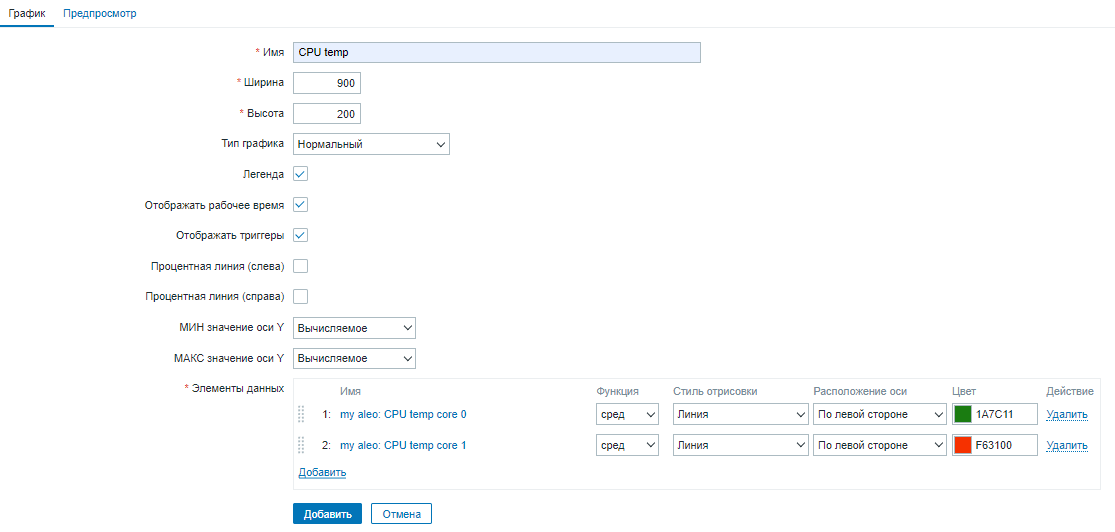 График Предпросмотр
* Имя CPU temp
* Ширина 900
* Высота 200
Тип графика Нормальный
Легенда
Отображать рабочее время
Отображать триггеры
Процентная линия (слева)
Процентная линия (справа)
МИН значение оси Y Вычисляемое
МАКС значение оси Y Вычисляемое
* Элементы данных Имя Функция Стиль отрисовки Расположение оси Цвет Действие
1: my aleo: CPU temp core 0 сред Линия По левой стороне 1A7C11 Удалить
2: my aleo: CPU temp core 1 сред Линия По левой стороне F63100 Удалить
Добавить
Добавить Отмена